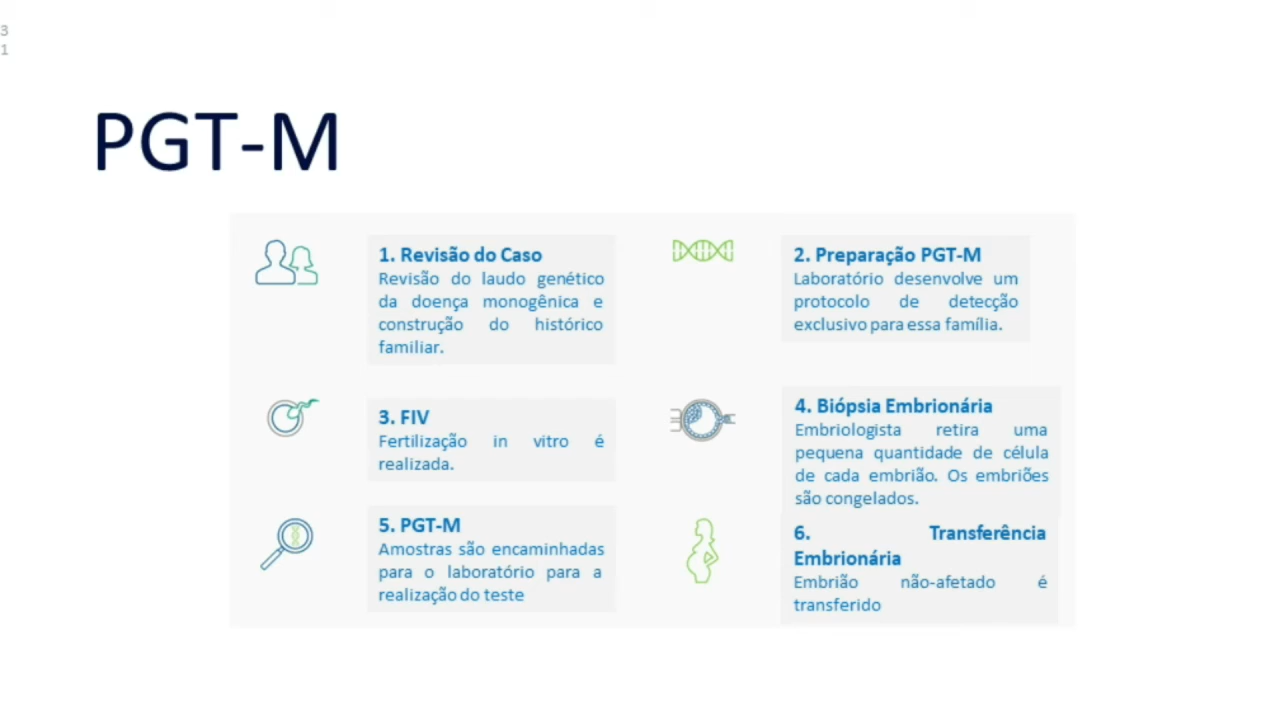 3
1
PGT-M
1. Revisão do Caso
Revisão do laudo genético
da doença monogênica e
construção do histórico
familiar.
2. Preparação PGT-M
Laboratório desenvolve um
protocolo de detecção
exclusivo para essa família.
3. FIV
Fertilização in vitro é
realizada.
4. Biópsia Embrionária
Embriologista retira uma
pequena quantidade de célula
de cada embrião. Os embriões
são congelados.
5. PGT-M
Amostras são encaminhadas
para o laboratório para a
realização do teste
6. Transferência
Embrionária
Embrião não-afetado é
transferido